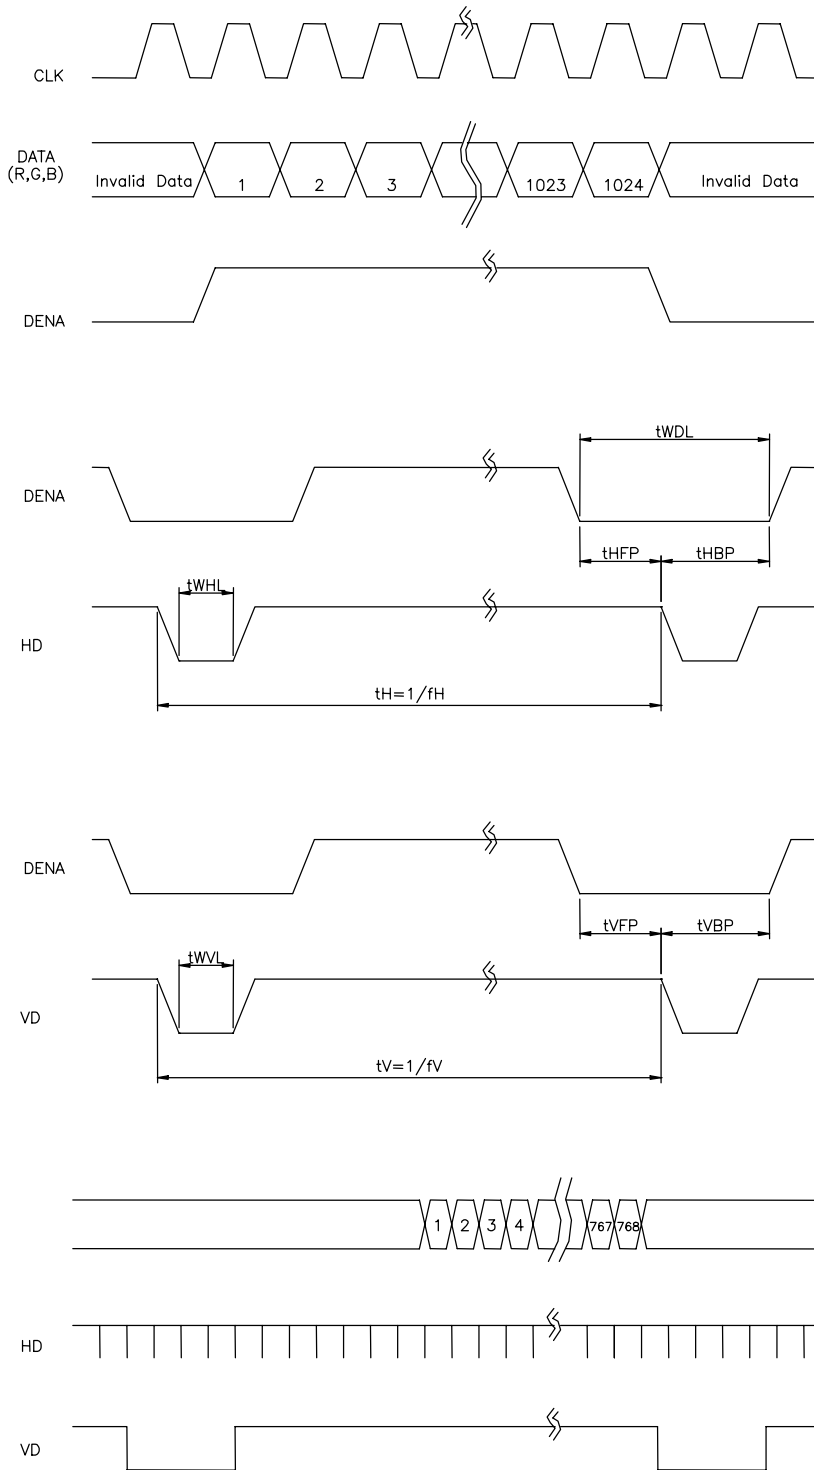 CLK
DATA
(R,G,B)
Invalid Data 1 2 3 1023 1024 Invalid Data
DENA
tWDL
DENA
tHFP tHBP
tWHL
HD
tH=1/fH
DENA
tVFP tVBP
tWVL
VD
tV=1/fV
1 2 3 4 767 768
HD
VD